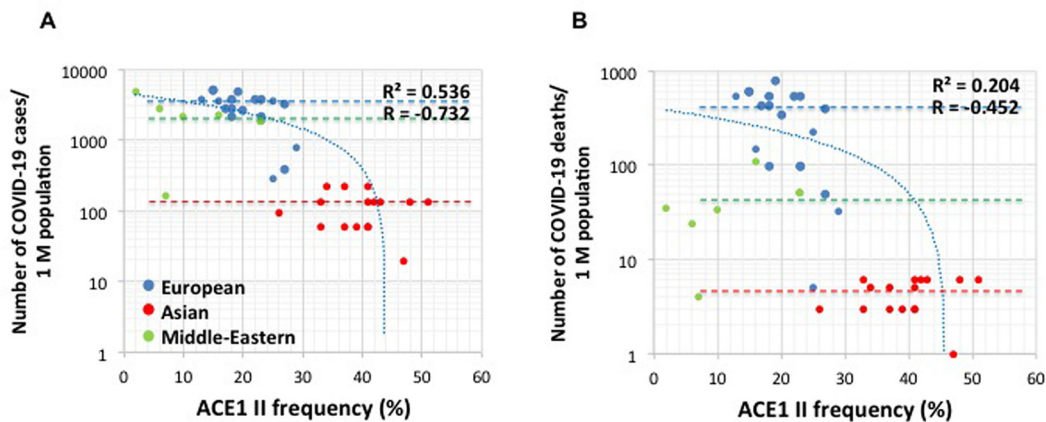 A
Number of COVID-19 cases/
1 M population
10000
1000
100
10
1
R² = 0.536
R = -0.732
European
Asian
Middle-Eastern
0 10 20 30 40 50 60
ACE1 II frequency (%)
B
Number of COVID-19 deaths/
1 M population
1000
100
10
1
R² = 0.204
R = -0.452
0 10 20 30 40 50 60
ACE1 II frequency (%)